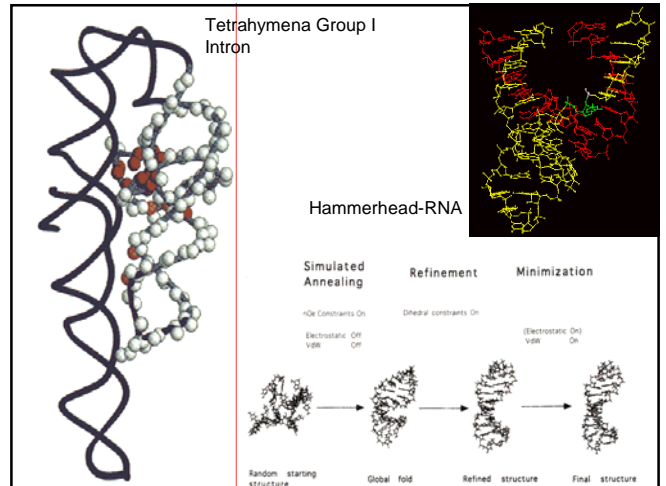 Tetrahymena Group I
Intron
Hammerhead-RNA
Simulated
Annealing
Refinement
Minimization
nOe Constraints On
Dihedral constraints On
Electrostatic Off
VdW Off
(Electrostatic On)
VdW On
Random starting
structure
Global fold
Refined structure
Final structure